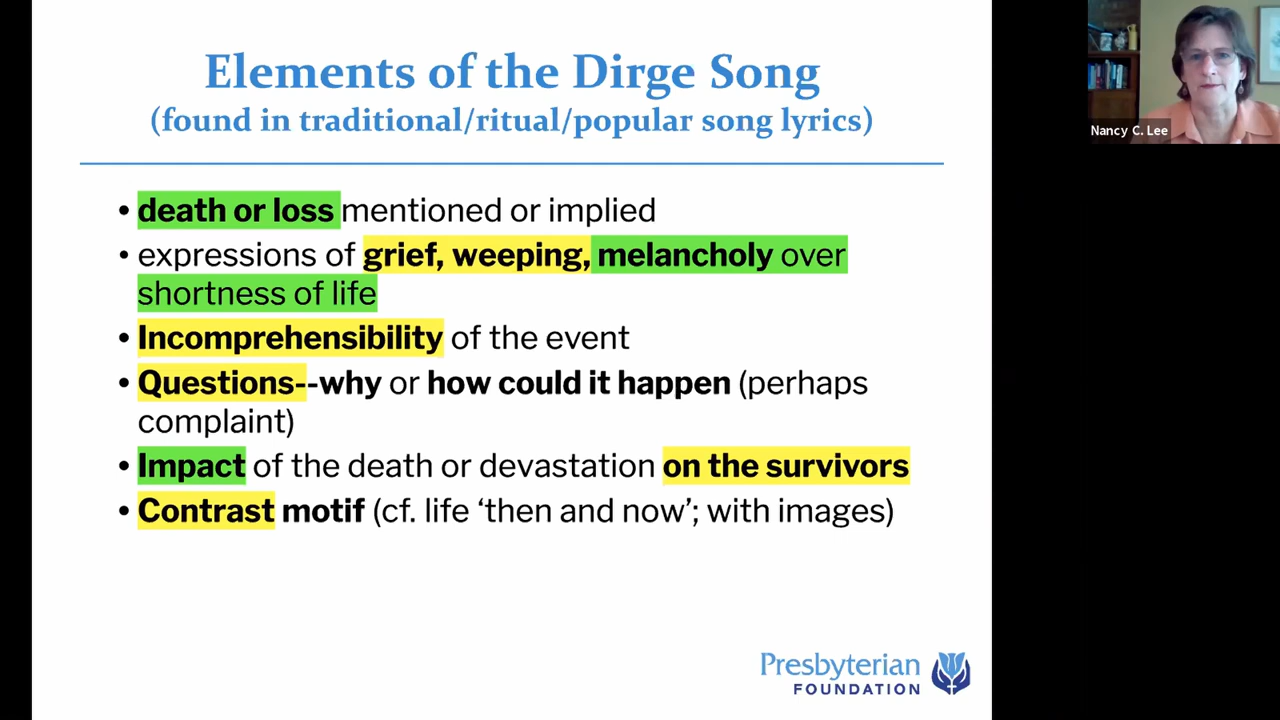 Elements of the Dirge Song
(found in traditional/ritual/popular song lyrics)
• death or loss mentioned or implied
• expressions of grief, weeping, melancholy over
shortness of life
• Incomprehensibility of the event
• Questions--why or how could it happen (perhaps
complaint)
• Impact of the death or devastation on the survivors
• Contrast motif (cf. life ‘then and now’; with images)
Presbyterian
FOUNDATION
Nancy C. Lee